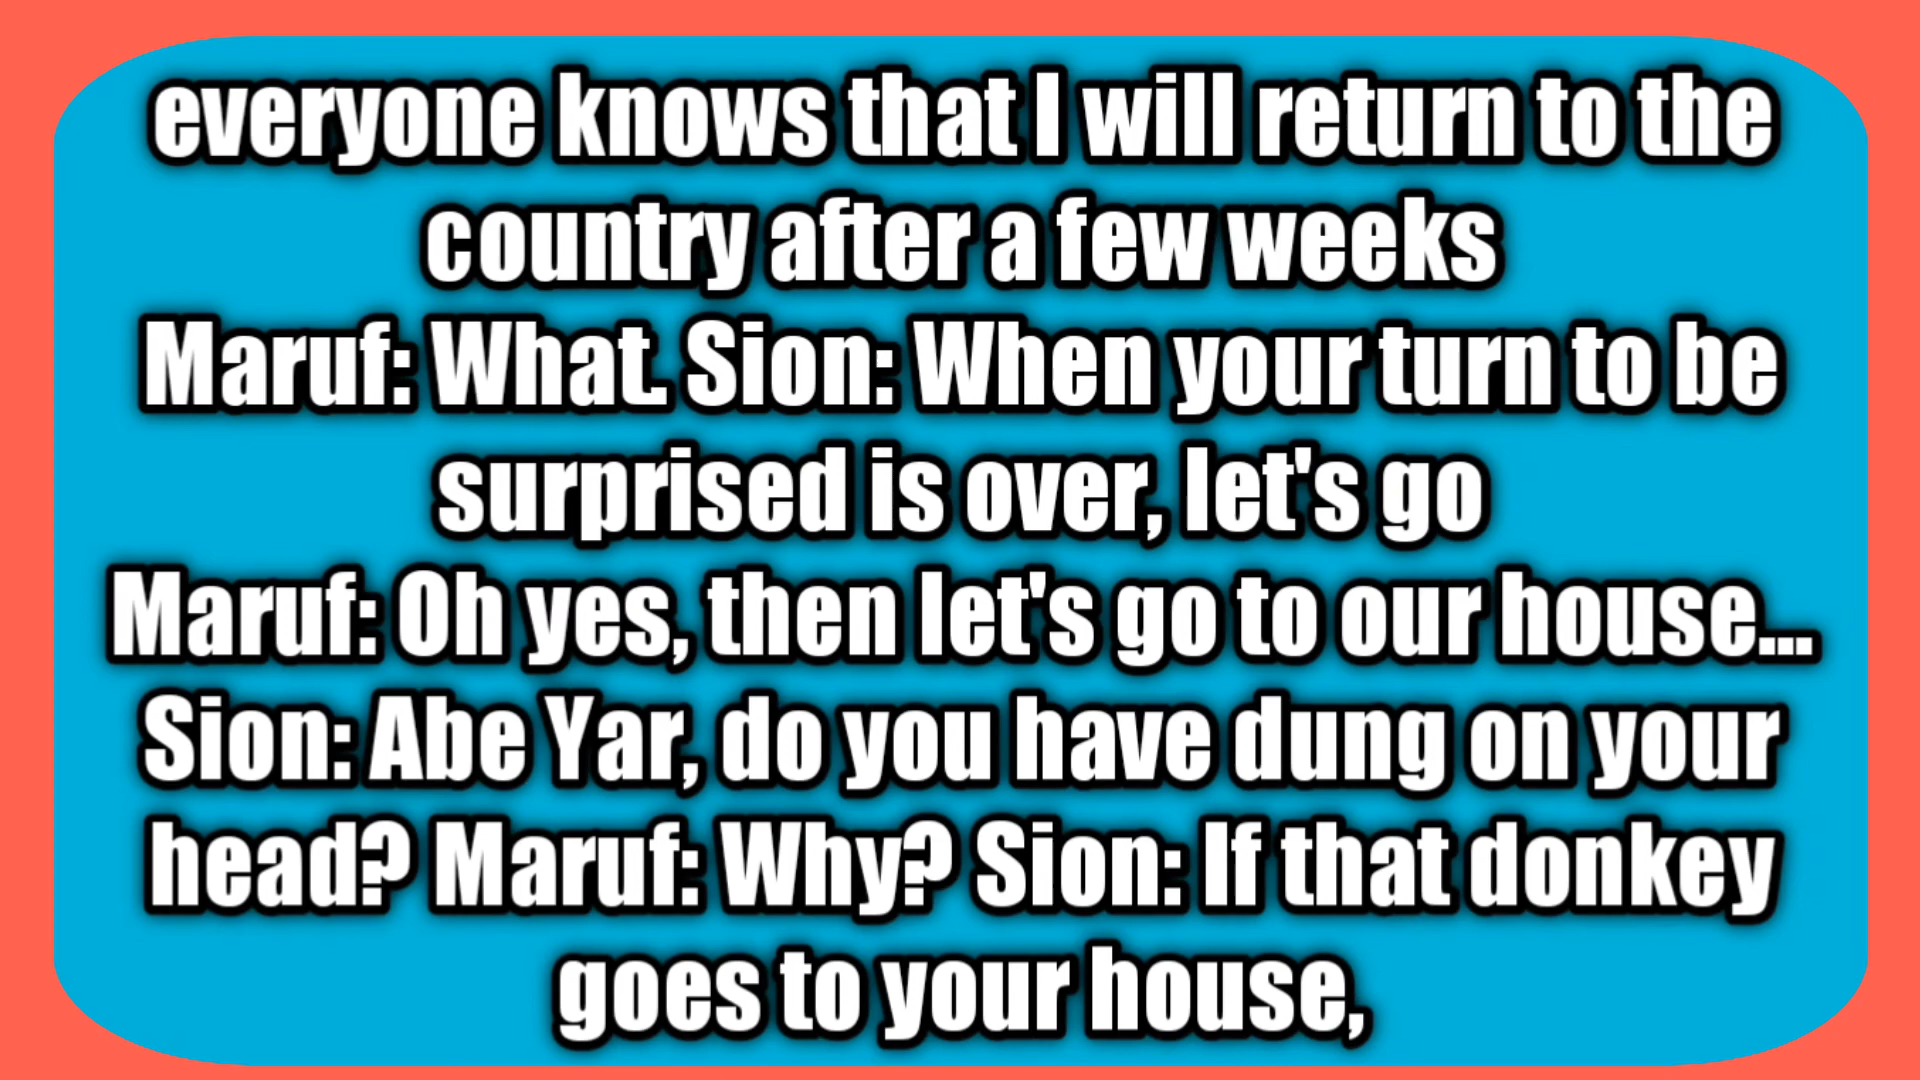 everyone knows that I will return to the
country after a few weeks
Maruf: What. Sion: When your turn to be
surprised is over, let's go
Maruf: Oh yes, then let's go to our house...
Sion: Abe Yar, do you have dung on your
head? Maruf: Why? Sion: If that donkey
goes to your house,